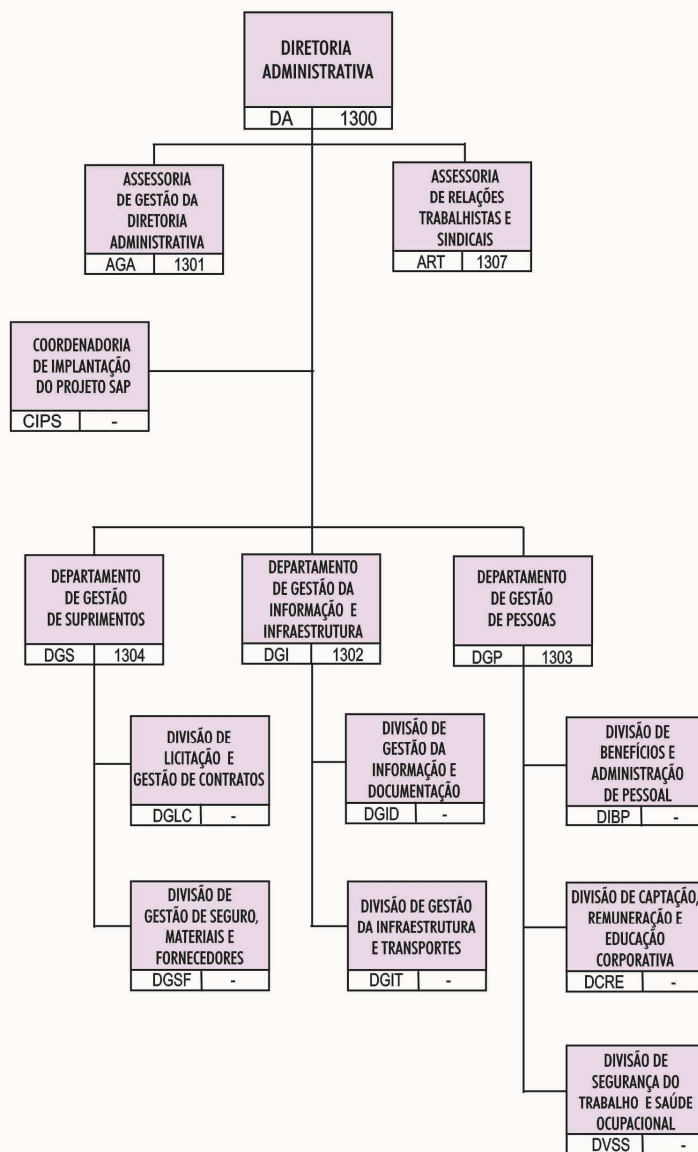 DIRETORIA
ADMINISTRATIVA
DA 1300
ASSESSORIA
DE GESTÃO DA
DIRETORIA
ADMINISTRATIVA
AGA 1301
ASSESSORIA
DE RELAÇÕES
TRABALHISTAS E
SINDICAIS
ART 1307
COORDENADORIA
DE IMPLANTAÇÃO
DO PROJETO SAP
CIPS -
DEPARTAMENTO
DE GESTÃO
DE SUPRIMENTOS
DGS 1304
DEPARTAMENTO
DE GESTÃO DA
INFORMAÇÃO E
INFRAESTRUTURA
DGI 1302
DEPARTAMENTO
DE GESTÃO
DE PESSOAS
DGP 1303
DIVISÃO DE
LICITAÇÃO E
GESTÃO DE CONTRATOS
DGLC -
DIVISÃO DE
GESTÃO DA
INFORMAÇÃO E
DOCUMENTAÇÃO
DGID -
DIVISÃO DE
BENEFÍCIOS E
ADMINISTRAÇÃO
DE PESSOAL
DIBP -
DIVISÃO DE
GESTÃO DE SEGURO,
MATERIAIS E
FORNECEDORES
DGSF -
DIVISÃO DE GESTÃO
DA INFRAESTRUTURA
E TRANSPORTES
DGIT -
DIVISÃO DE CAPTAÇÃO,
REMUNERAÇÃO E
EDUCAÇÃO
CORPORATIVA
DCRE -
DIVISÃO DE
SEGURANÇA DO
TRABALHO E SAÚDE
OCUPACIONAL
DVSS -